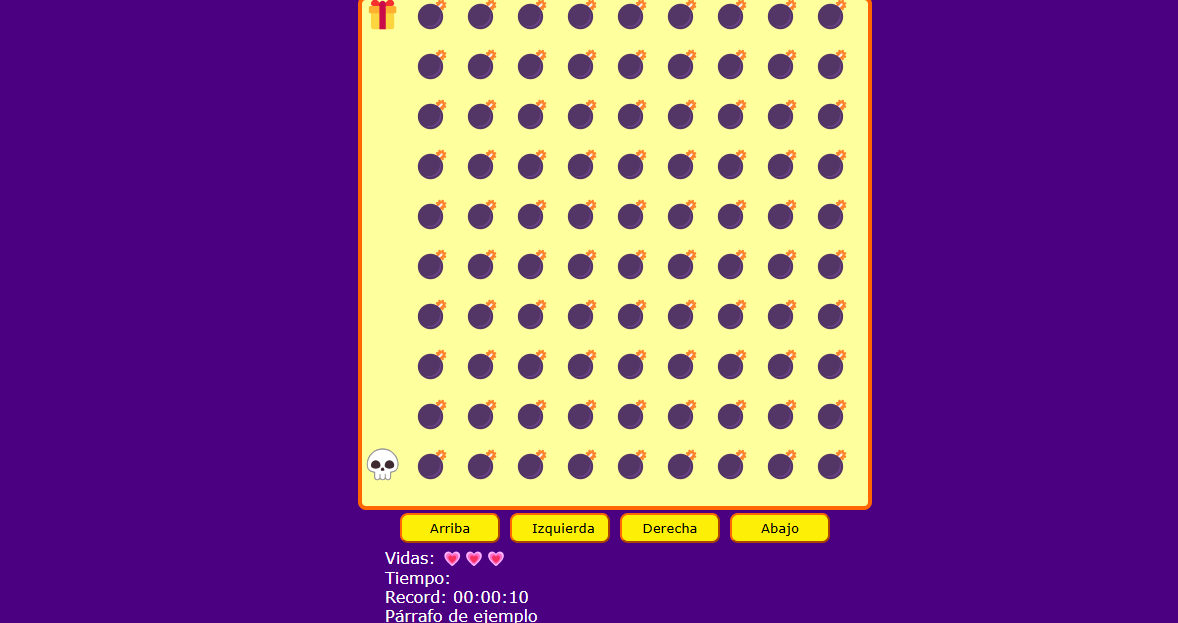 Arriba Izquierda Derecha Abajo
Vidas:
Tiempo:
Record: 00:00:10
Párrafo de ejemplo